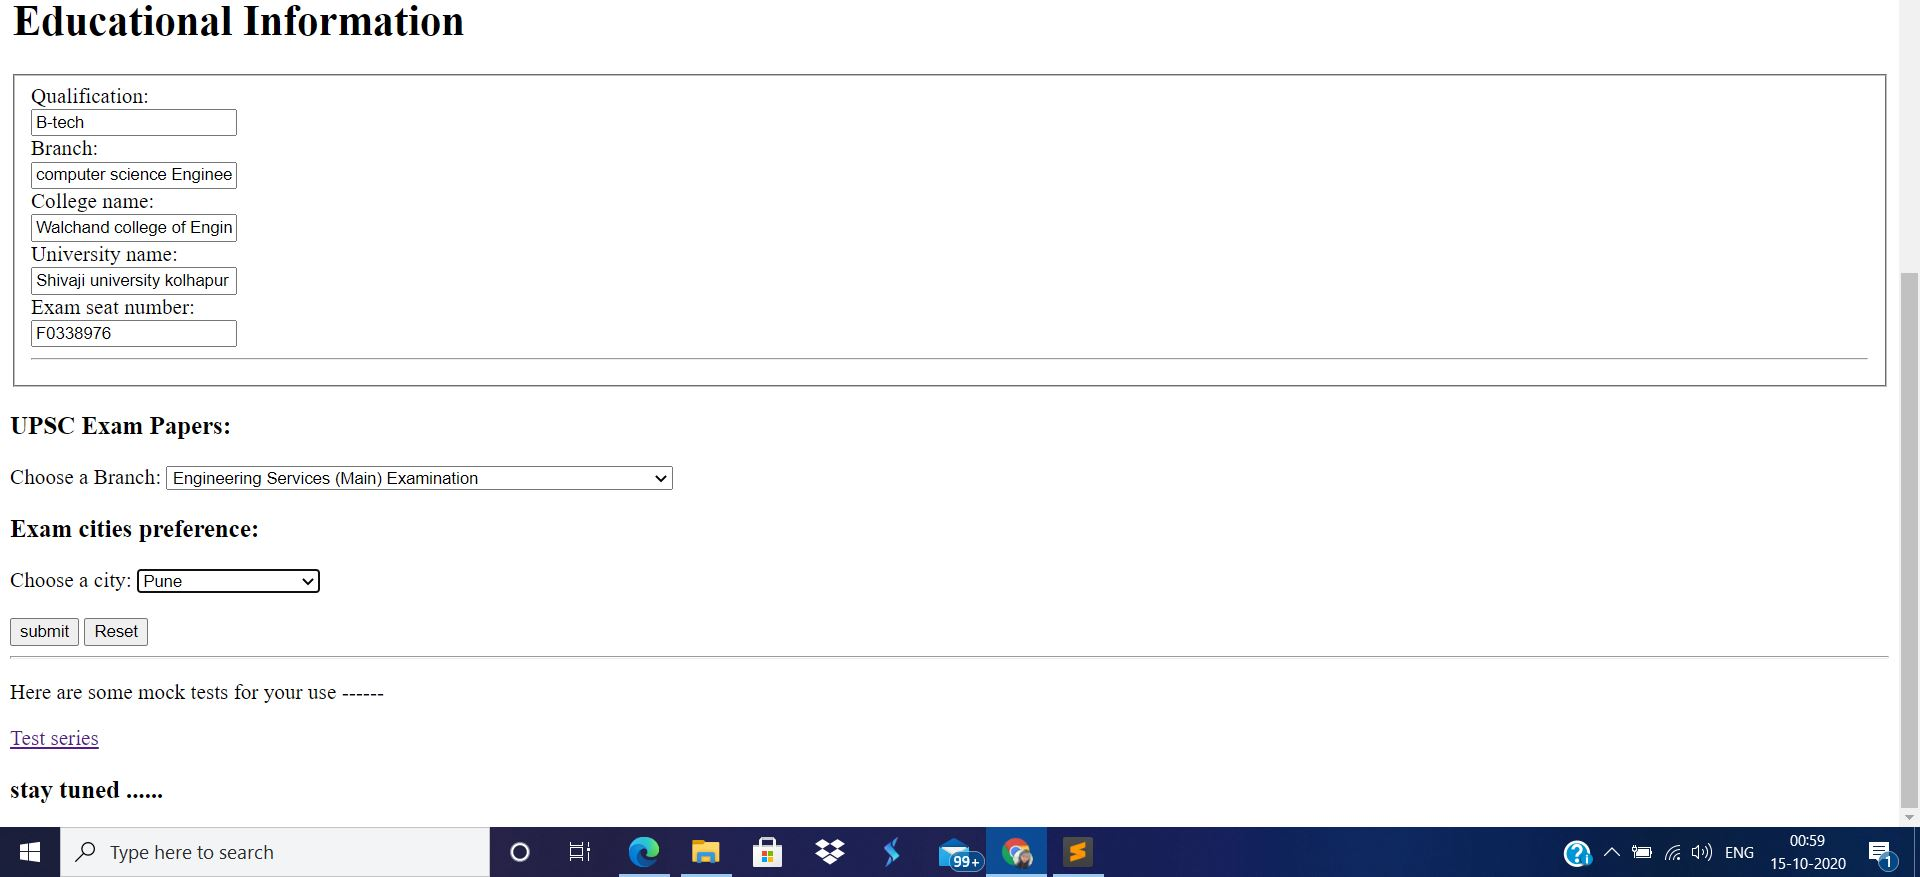 Educational Information
Qualification:
B-tech
Branch:
computer science Enginee
College name:
Walchand college of Engin
University name:
Shivaji university kolhapur
Exam seat number:
F0338976
UPSC Exam Papers:
Choose a Branch: Engineering Services (Main) Examination
Exam cities preference:
Choose a city: Pune
submit Reset
Here are some mock tests for your use ------
Test series
stay tuned ......
Type here to search
99+
ENG
00:59
15-10-2020
1